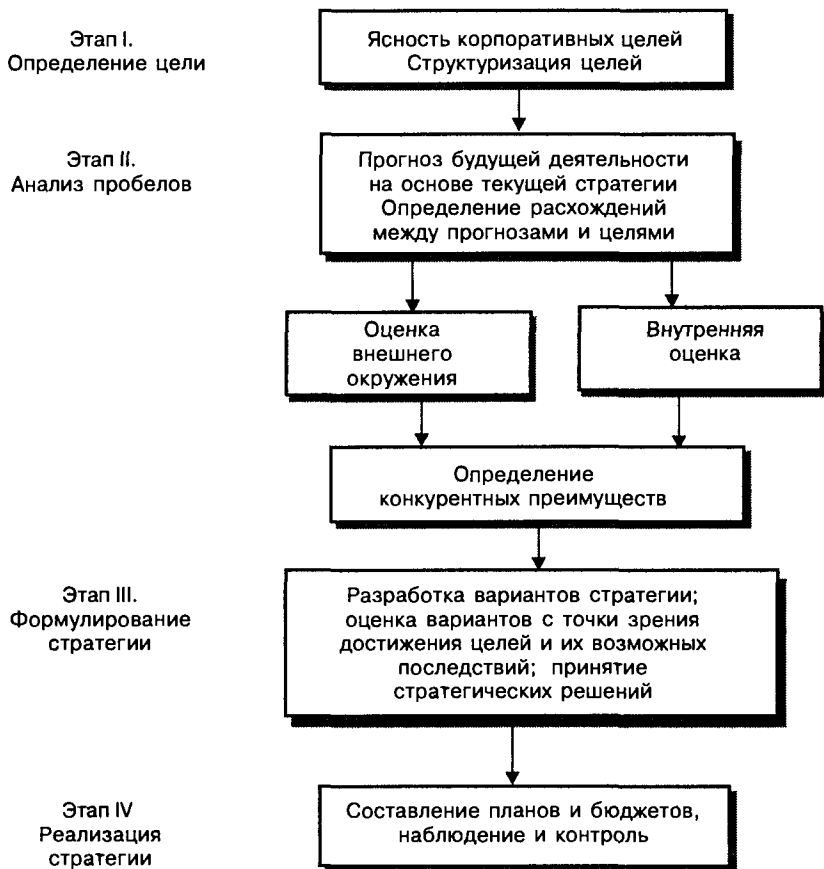 Этап I.
Определение цели
Ясность корпоративных целей
Структуризация целей
Этап II.
Анализ пробелов
Прогноз будущей деятельности
на основе текущей стратегии
Определение расхождений
между прогнозами и целями
Оценка
внешнего
окружения
Внутренняя
оценка
Определение
конкурентных преимуществ
Этап III.
Формулирование
стратегии
Разработка вариантов стратегии;
оценка вариантов с точки зрения
достижения целей и их возможных
последствий; принятие
стратегических решений
Этап IV
Реализация
стратегии
Составление планов и бюджетов,
наблюдение и контроль